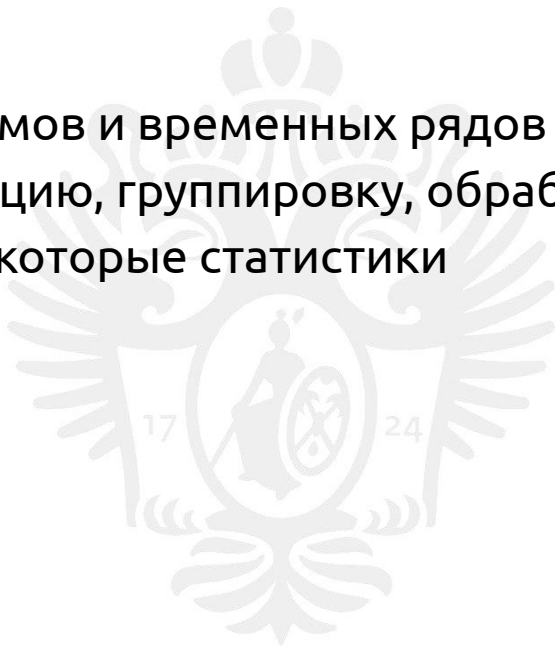 мов и временных рядов
цию, группировку, обраб
которые статистики
17 24